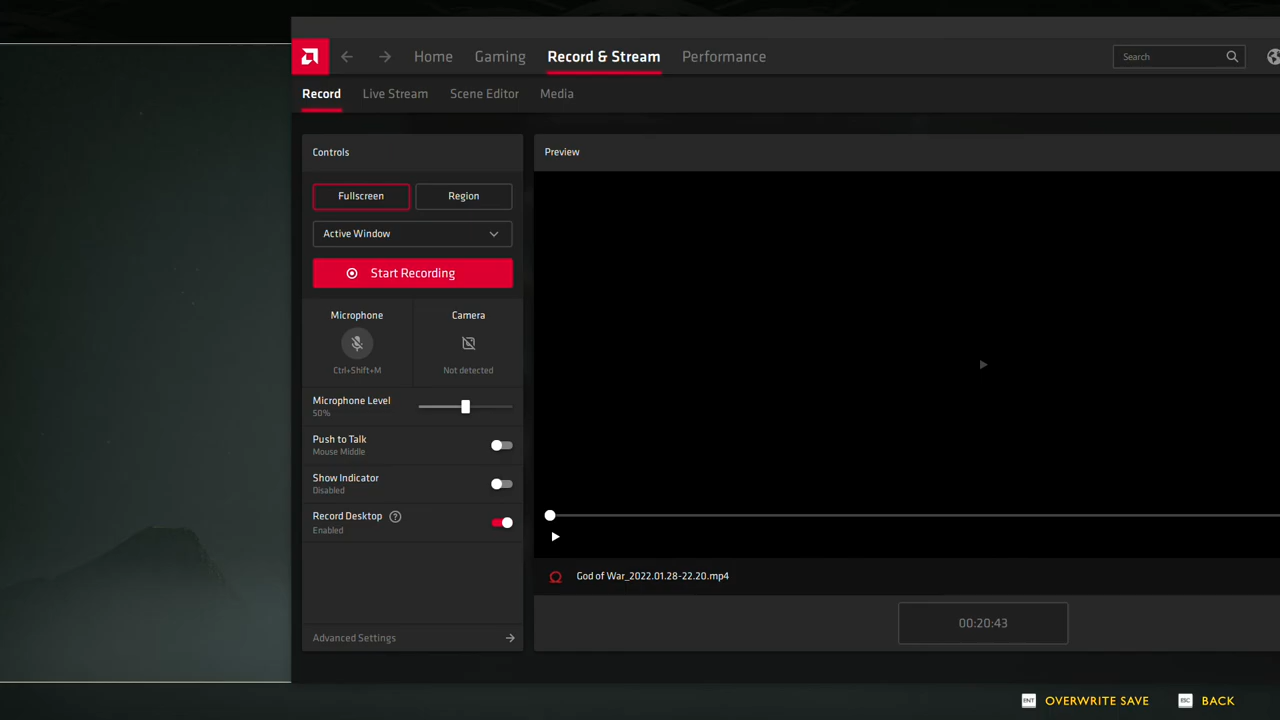 Home Gaming Record & Stream Performance Search
Record Live Stream Scene Editor Media
Controls
Preview
Fullscreen Region
Active Window
Start Recording
Microphone Camera
Ctrl+Shift+M Not detected
Microphone Level
50%
Push to Talk
Mouse Middle
Show Indicator
Disabled
Record Desktop ?
Enabled
God of War_2022.01.28-22.20.mp4
00:20:43
Advanced Settings
ENT OVERWRITE SAVE ESC BACK